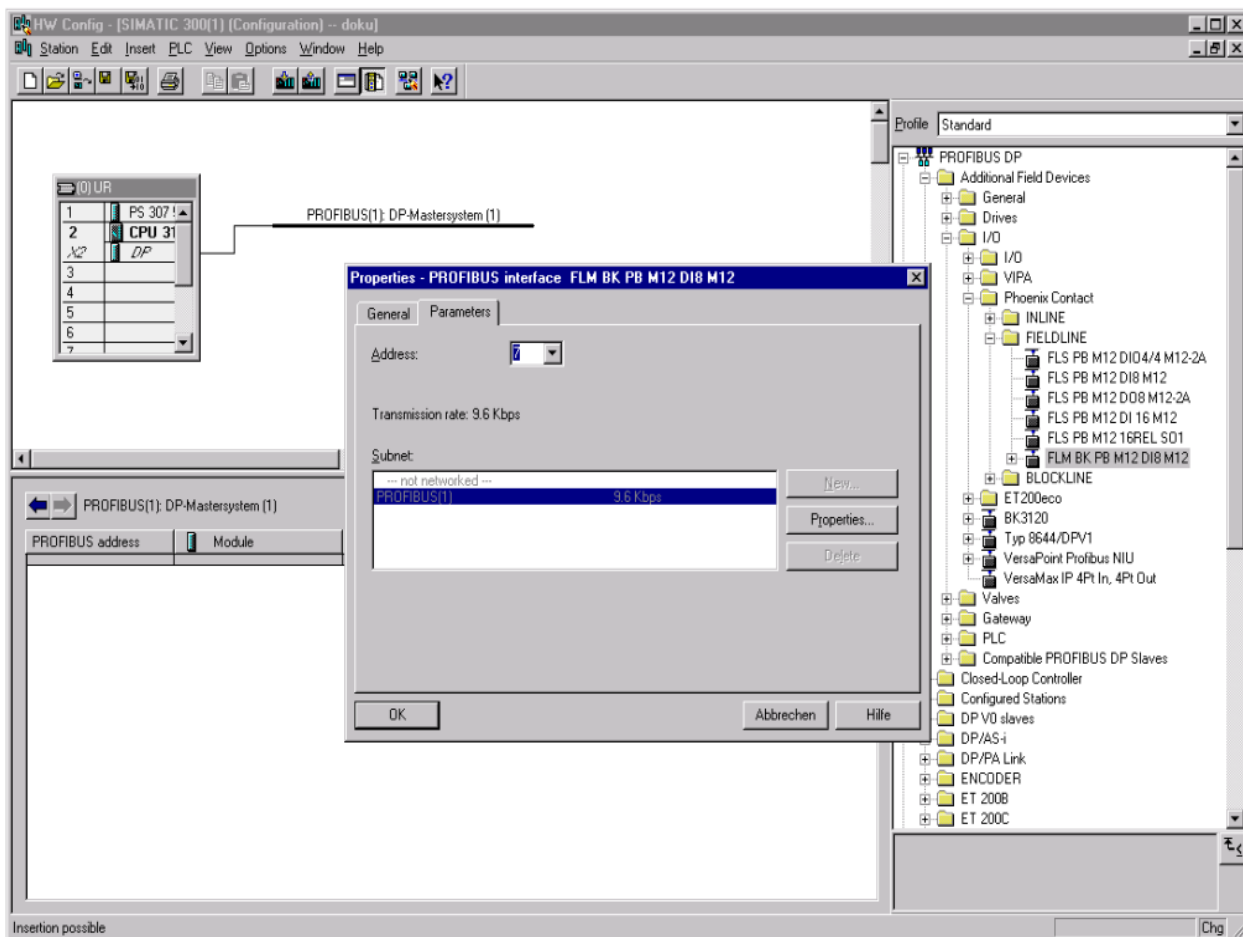 HW Config - [SIMATIC 300(1) (Configuration) -- doku]
Station Edit Insert PLC View Options Window Help
Profile Standard
(0) UR
1 PS 307 5
2 CPU 31
X2 DP
3
4
5
6
7
PROFIBUS(1): DP-Mastersystem (1)
Properties - PROFIBUS interface FLM BK PB M12 DI8 M12
General Parameters
Address: 7
Transmission rate: 9.6 Kbps
Subnet:
--- not networked ---
PROFIBUS(1) 9.6 Kbps
New...
Properties...
Delete
OK Abbrechen Hilfe
PROFIBUS(1): DP-Mastersystem (1)
PROFIBUS address Module
PROFIBUS DP
Additional Field Devices
General
Drives
I/O
I/O
VIPA
Phoenix Contact
INLINE
FIELDLINE
FLS PB M12 DIO4/4 M12-2A
FLS PB M12 DI8 M12
FLS PB M12 DO8 M12-2A
FLS PB M12 DI 16 M12
FLS PB M12 16REL SO1
FLM BK PB M12 DI8 M12
BLOCKLINE
ET200eco
BK3120
Typ 8644/DPV1
VersaPoint Profibus NIU
VersaMax IP 4Pt In, 4Pt Out
Valves
Gateway
PLC
Compatible PROFIBUS DP Slaves
Closed-Loop Controller
Configured Stations
DP V0 slaves
DP/AS-i
DP/PA Link
ENCODER
ET 200B
ET 200C
Insertion possible
Chg